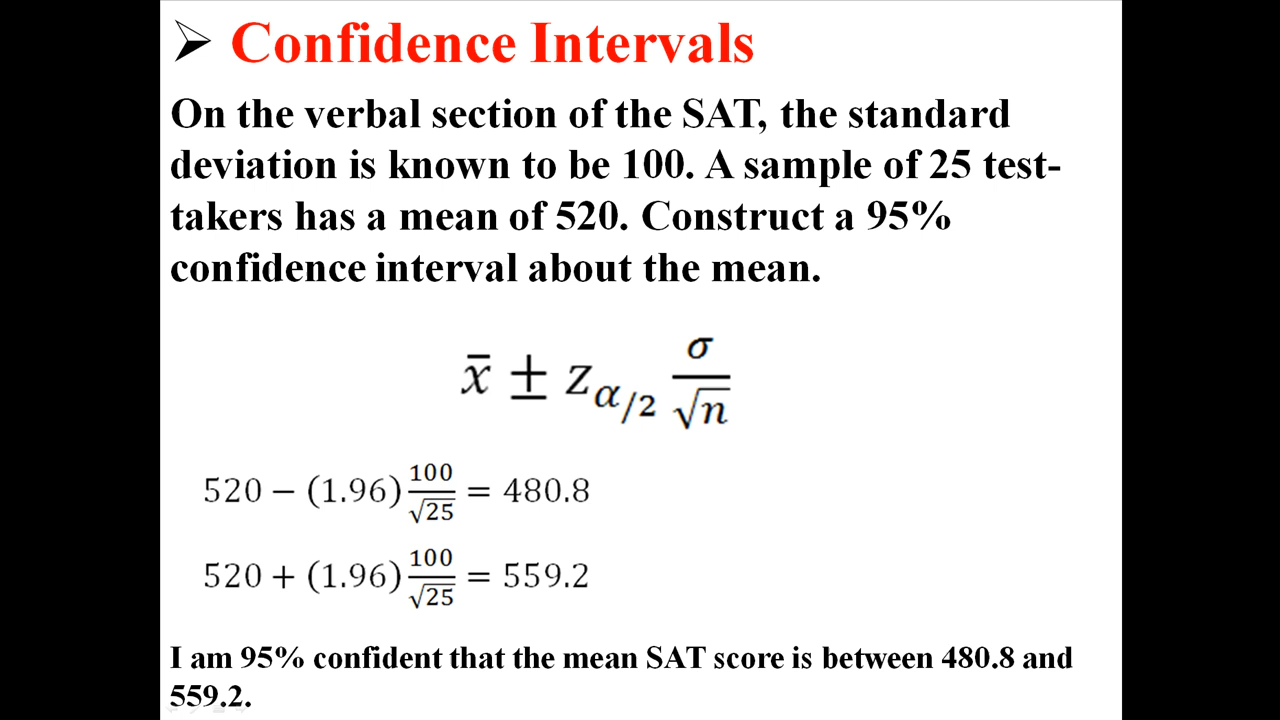 ➢ Confidence Intervals
On the verbal section of the SAT, the standard
deviation is known to be 100. A sample of 25 test-
takers has a mean of 520. Construct a 95%
confidence interval about the mean.
x̄ ± z_{α/2} σ/√n
520 − (1.96) 100/√25 = 480.8
520 + (1.96) 100/√25 = 559.2
I am 95% confident that the mean SAT score is between 480.8 and
559.2.